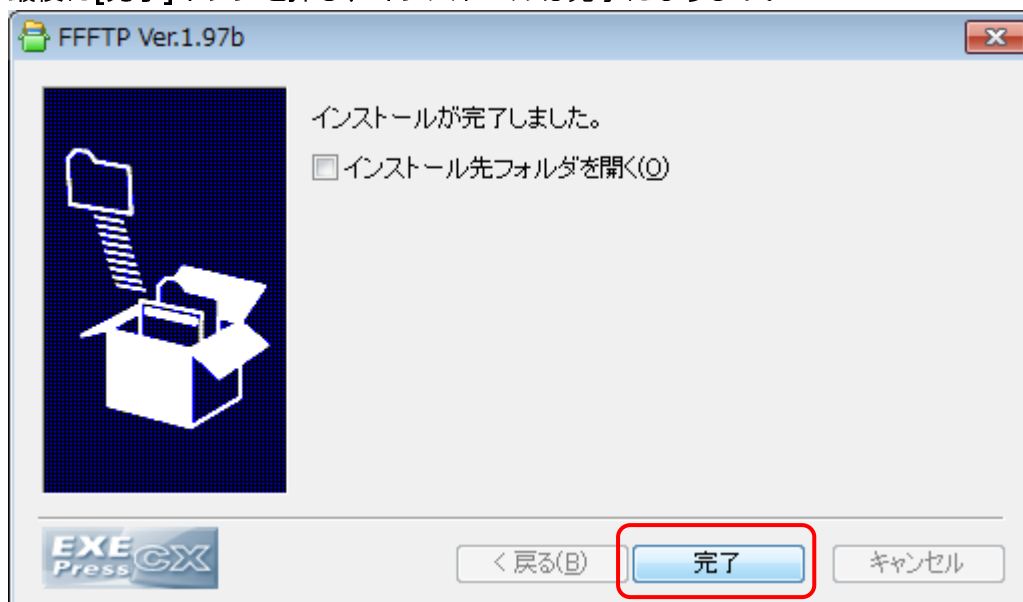 FFFTP Ver.1.97b
インストールが完了しました。
インストール先フォルダを開く(O)
EXE
Press CX
< 戻る(B)
完了
キャンセル